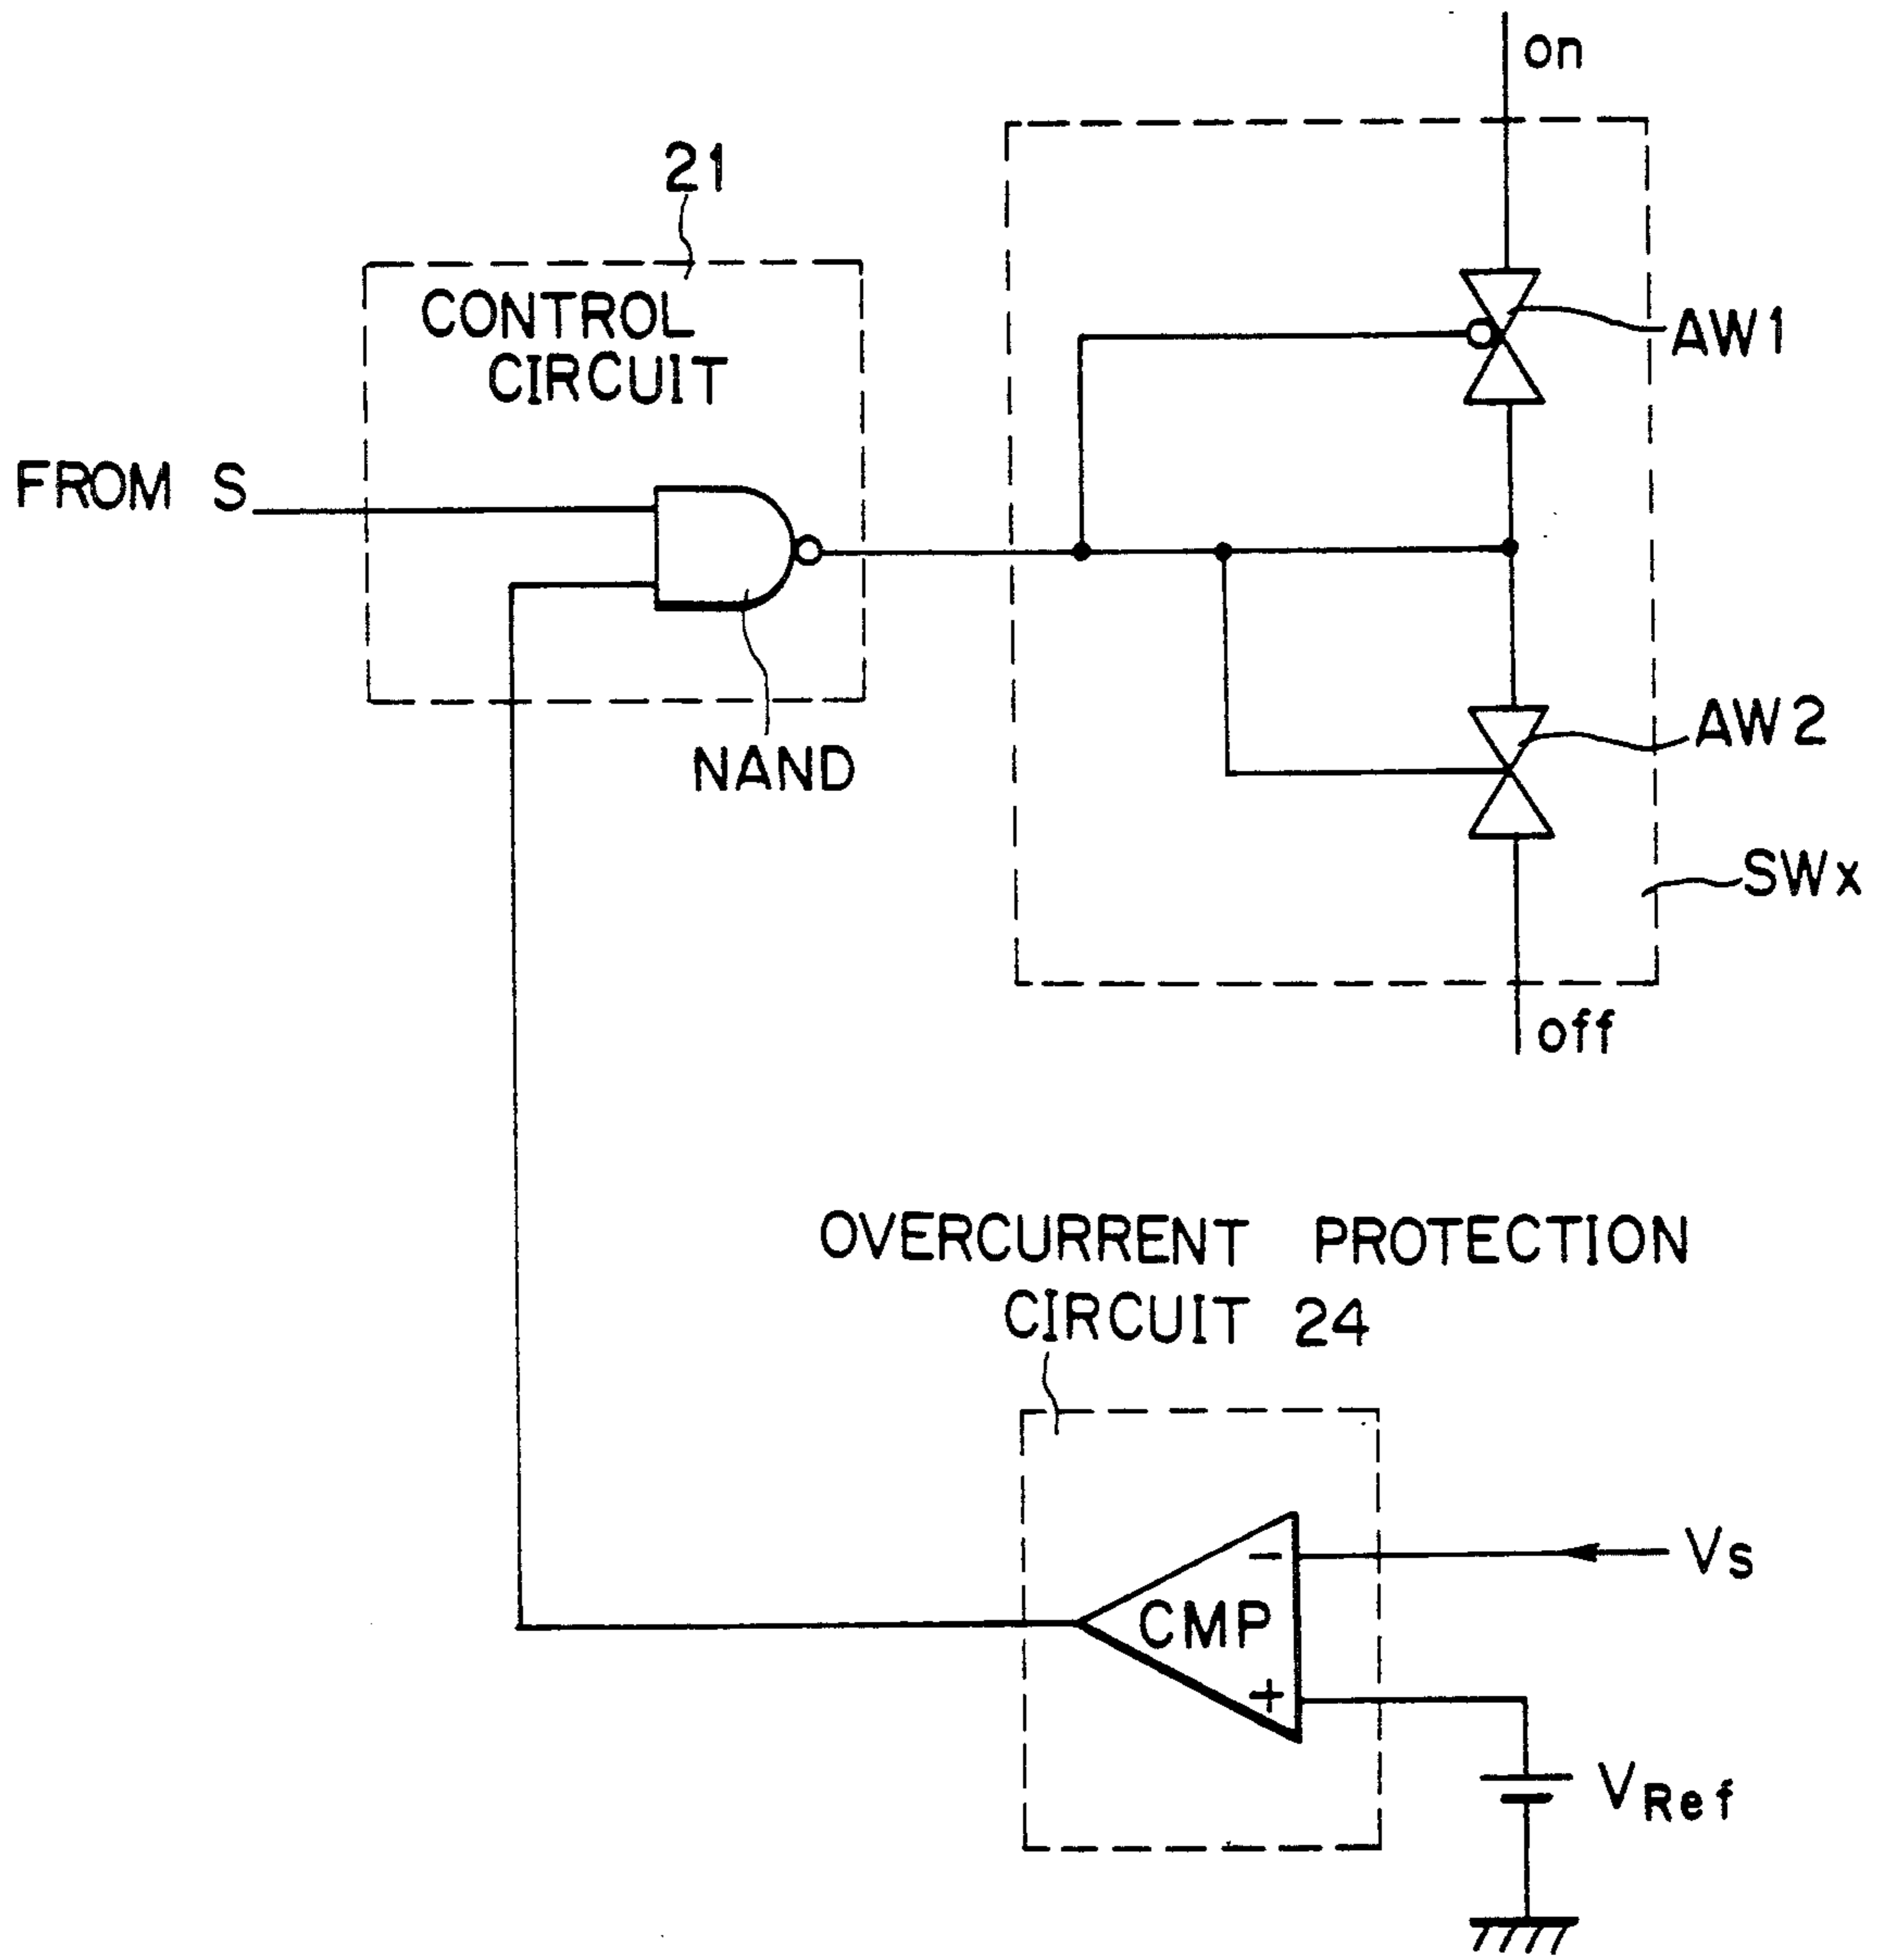 on
21
CONTROL
CIRCUIT
AW1
FROM S
NAND
AW2
SWx
off
OVERCURRENT PROTECTION
CIRCUIT 24
-
Vs
CMP
+
VRef